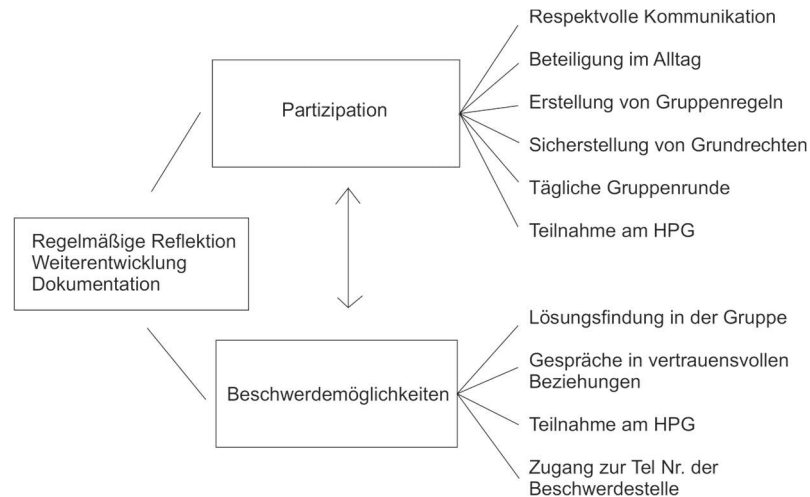 Respektvolle Kommunikation
Beteiligung im Alltag
Partizipation
Erstellung von Gruppenregeln
Sicherstellung von Grundrechten
Tägliche Gruppenrunde
Teilnahme am HPG
Regelmäßige Reflektion
Weiterentwicklung
Dokumentation
Lösungsfindung in der Gruppe
Gespräche in vertrauensvollen
Beziehungen
Beschwerdemöglichkeiten
Teilnahme am HPG
Zugang zur Tel Nr. der
Beschwerdestelle